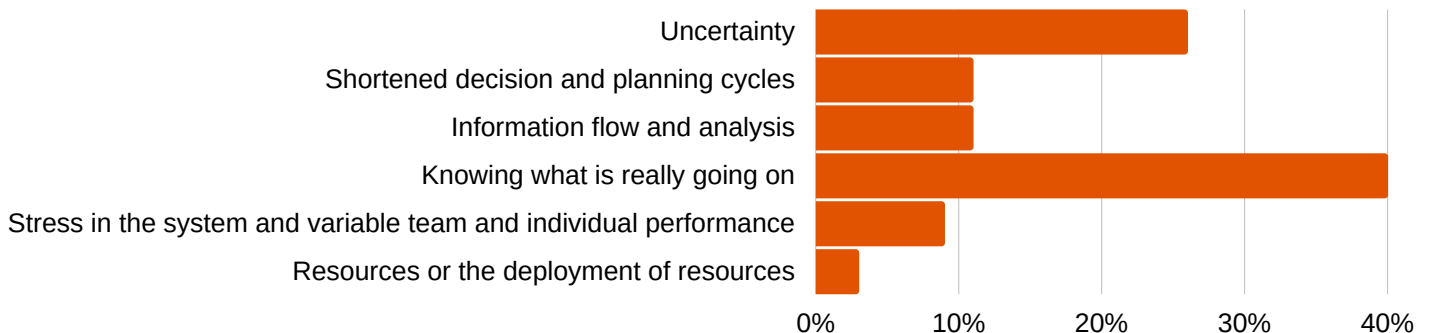 Uncertainty
Shortened decision and planning cycles
Information flow and analysis
Knowing what is really going on
Stress in the system and variable team and individual performance
Resources or the deployment of resources
0% 10% 20% 30% 40%